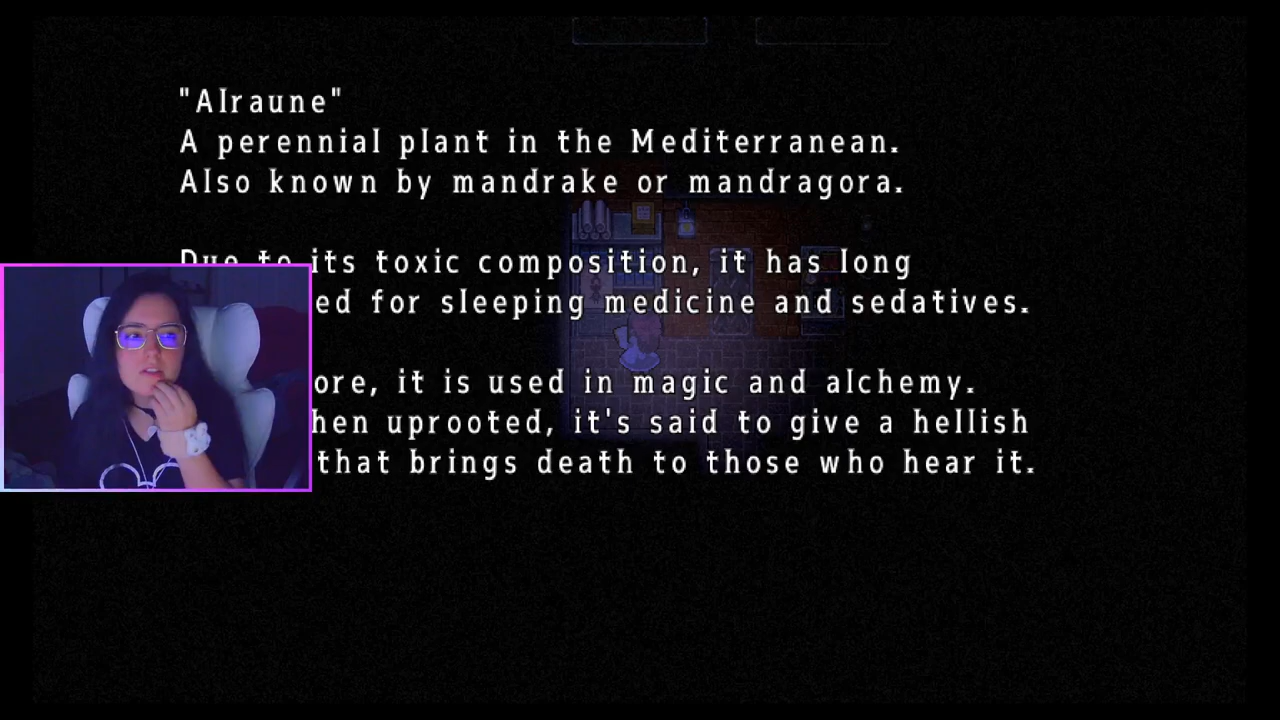 "Alraune"
A perennial plant in the Mediterranean.
Also known by mandrake or mandragora.
Due to its toxic composition, it has long
ed for sleeping medicine and sedatives.
ore, it is used in magic and alchemy.
hen uprooted, it's said to give a hellish
that brings death to those who hear it.